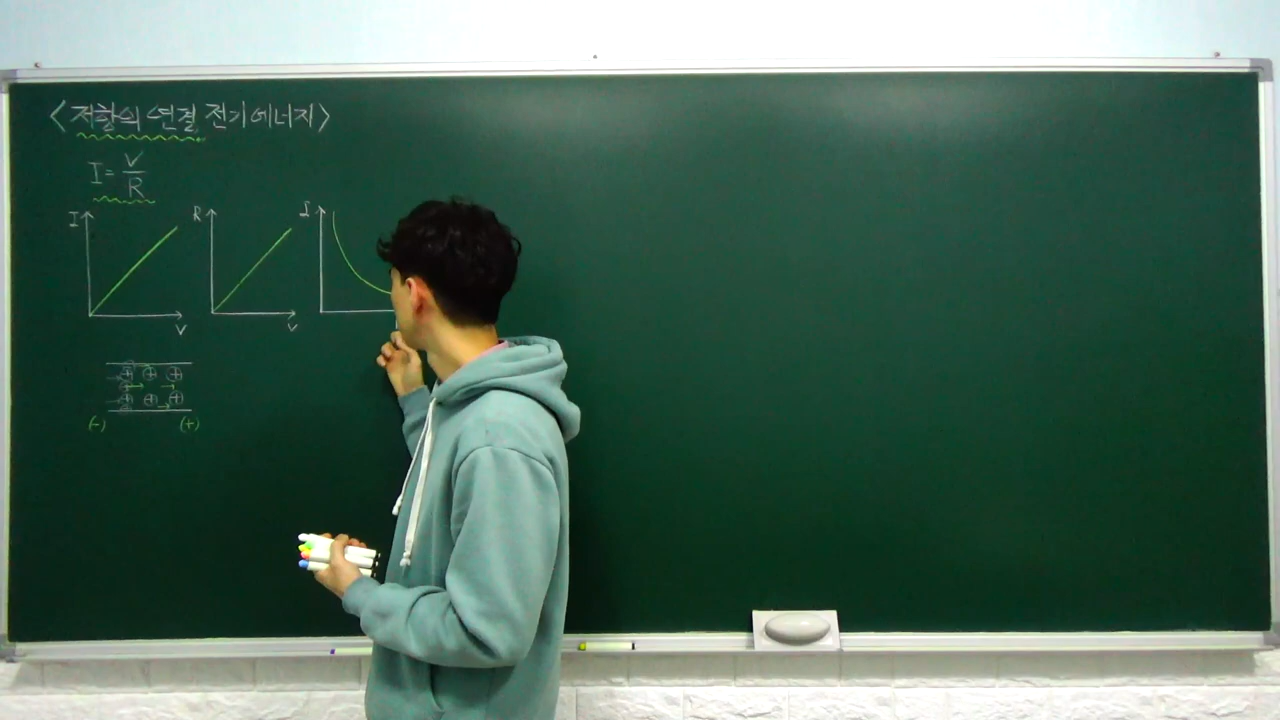 <저항의 연결, 전기에너지>
I = V/R
I R I
V V
⊕ ⊕ ⊕
⊕ ⊕ ⊕
(-) (+)